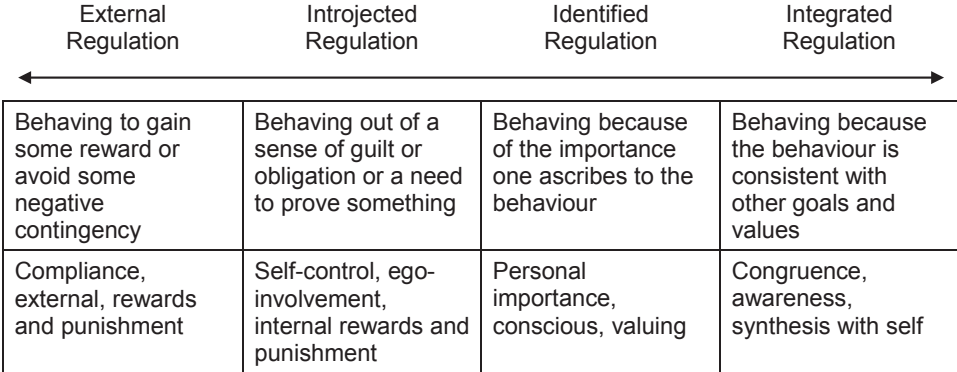 External
Regulation
Introjected
Regulation
Identified
Regulation
Integrated
Regulation
Behaving to gain
some reward or
avoid some
negative
contingency
Behaving out of a
sense of guilt or
obligation or a need
to prove something
Behaving because
of the importance
one ascribes to the
behaviour
Behaving because
the behaviour is
consistent with
other goals and
values
Compliance,
external, rewards
and punishment
Self-control, ego-
involvement,
internal rewards and
punishment
Personal
importance,
conscious, valuing
Congruence,
awareness,
synthesis with self